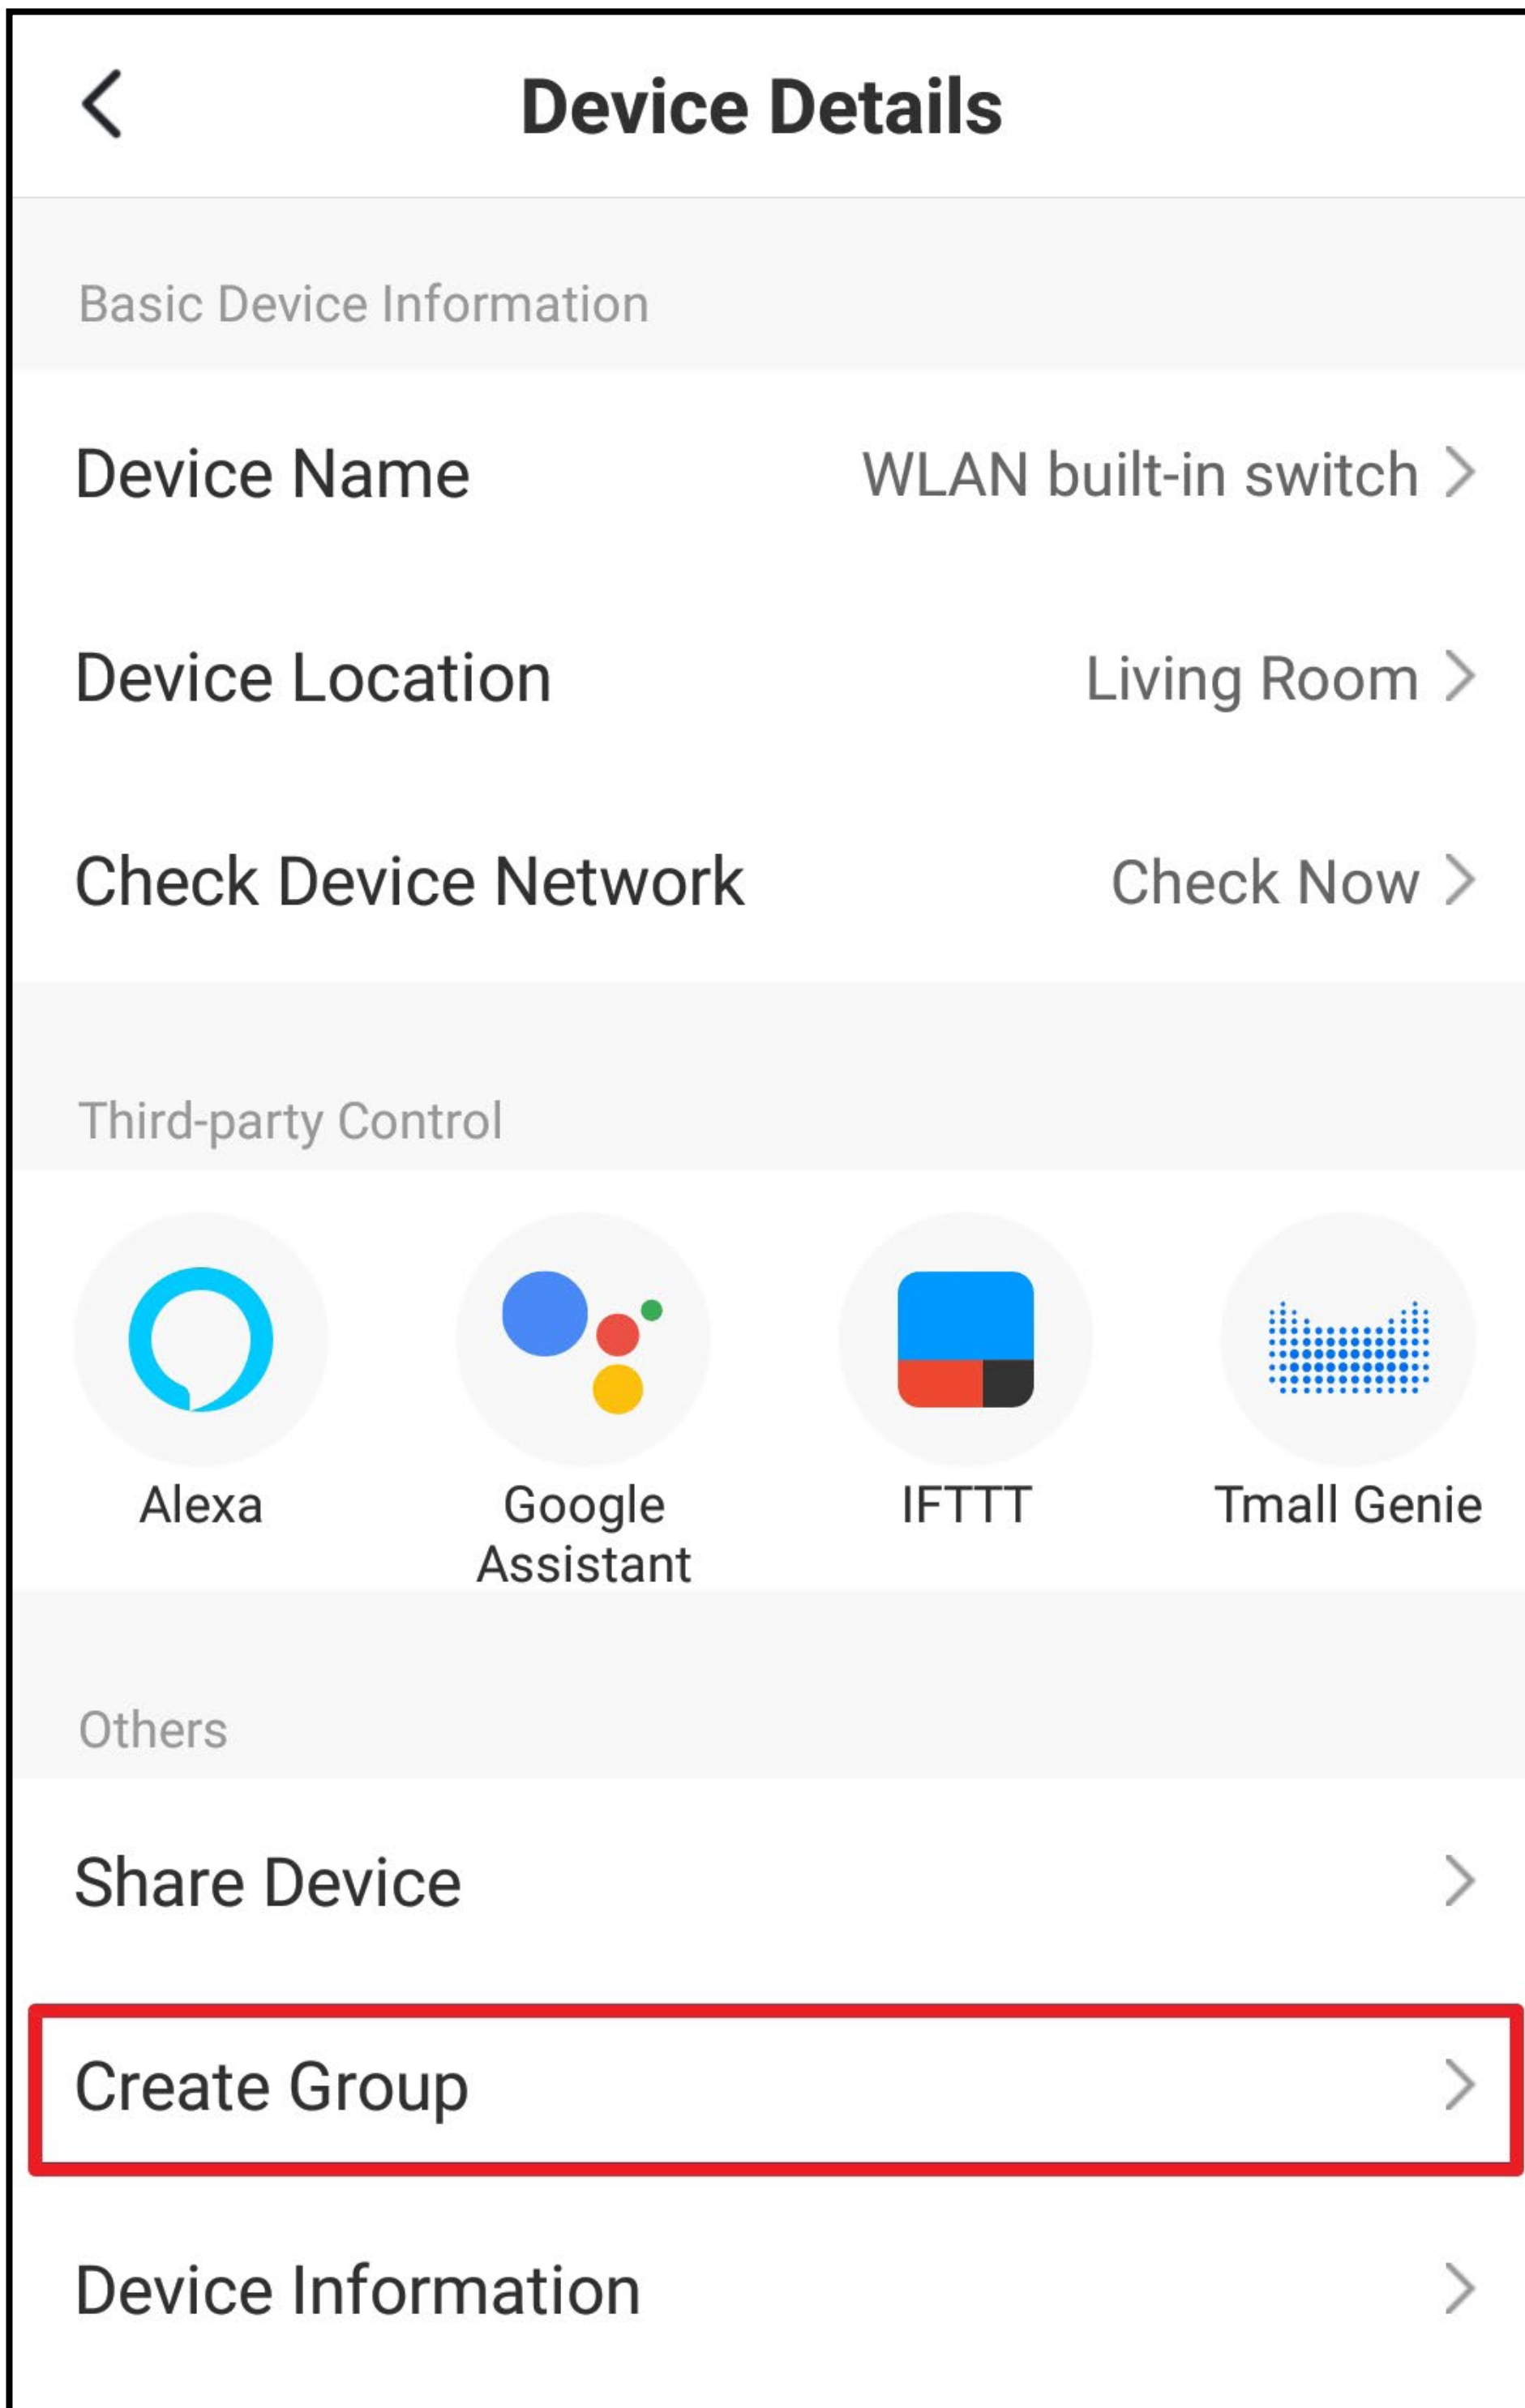 Device Details
Basic Device Information
Device Name WLAN built-in switch
Device Location Living Room
Check Device Network Check Now
Third-party Control
Alexa Google Assistant IFTTT Tmall Genie
Others
Share Device
Create Group
Device Information